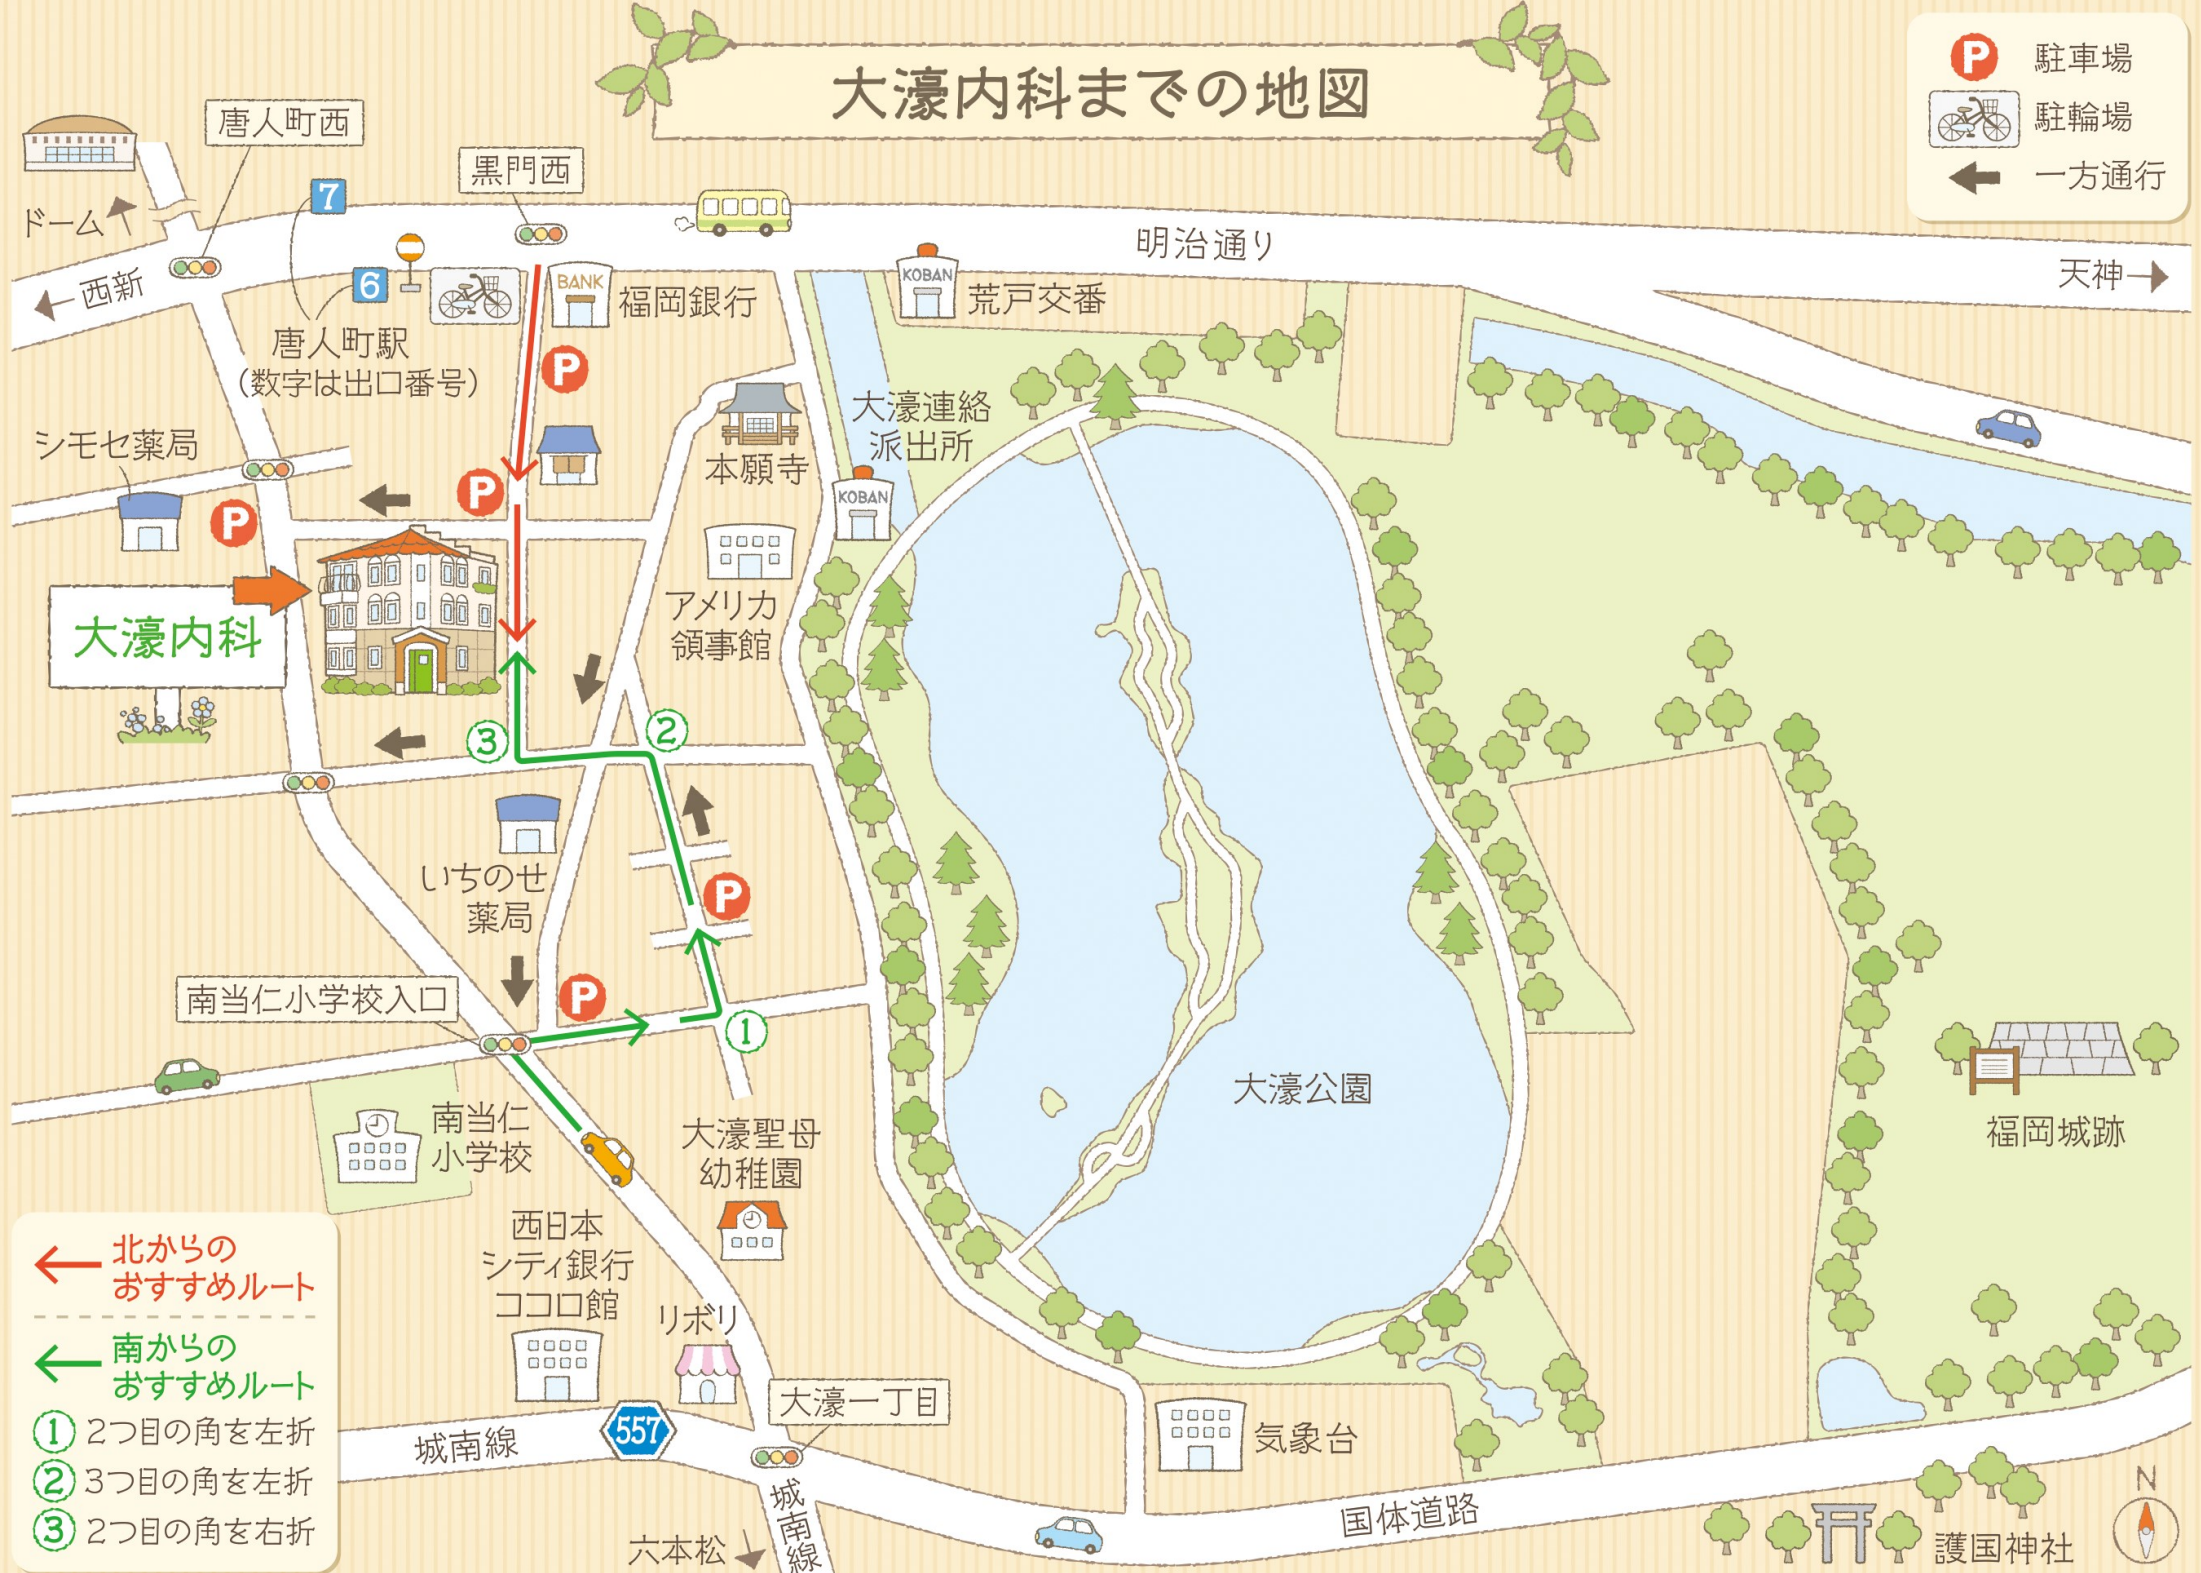 大濠内科までの地図
P 駐車場
駐輪場
一方通行
唐人町西
黒門西
ドーム
7
西新
6
BANK
福岡銀行
KOBAN
荒戸交番
明治通り
天神
唐人町駅
(数字は出口番号)
P
シモセ薬局
P
P
本願寺
大濠連絡
派出所
KOBAN
アメリカ
領事館
大濠内科
3
2
いちのせ
薬局
P
P
南当仁小学校入口
1
南当仁
小学校
大濠聖母
幼稚園
大濠公園
福岡城跡
西日本
シティ銀行
ココロ館
リボリ
大濠一丁目
城南線
557
気象台
城南線
六本松
国体道路
護国神社
N
北からの
おすすめルート
南からの
おすすめルート
① 2つ目の角を左折
② 3つ目の角を左折
③ 2つ目の角を右折